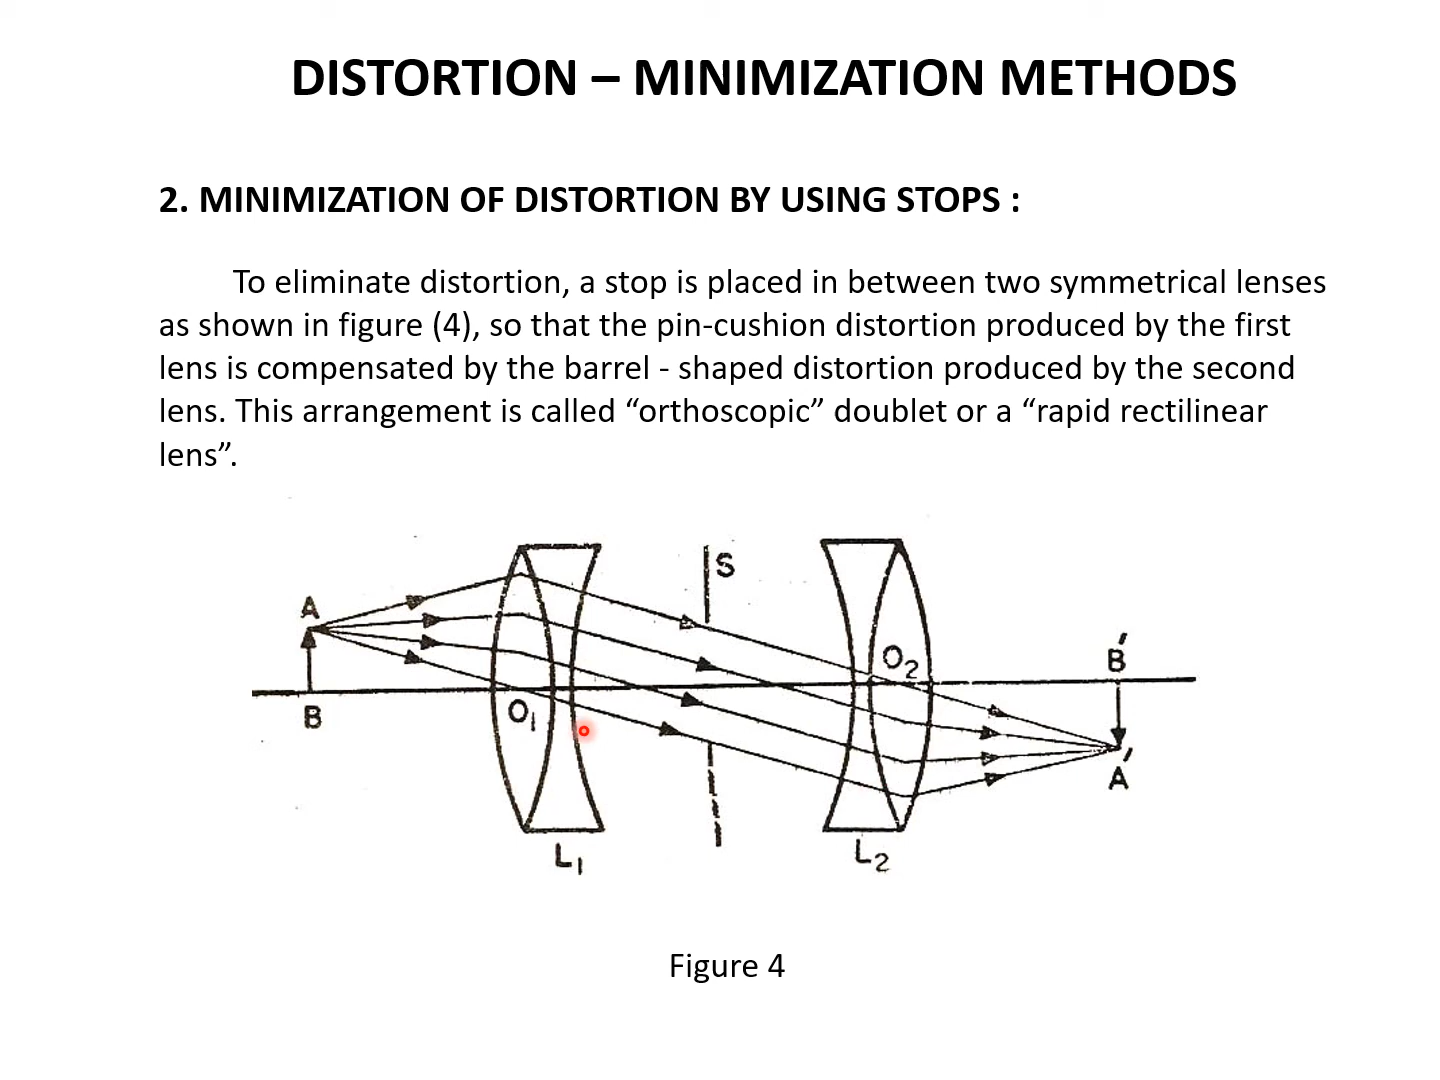 DISTORTION – MINIMIZATION METHODS
2. MINIMIZATION OF DISTORTION BY USING STOPS :
To eliminate distortion, a stop is placed in between two symmetrical lenses
as shown in figure (4), so that the pin-cushion distortion produced by the first
lens is compensated by the barrel - shaped distortion produced by the second
lens. This arrangement is called “orthoscopic” doublet or a “rapid rectilinear
lens”.
S
A
O₂
B′
B
O₁
A′
L₁
L₂
Figure 4